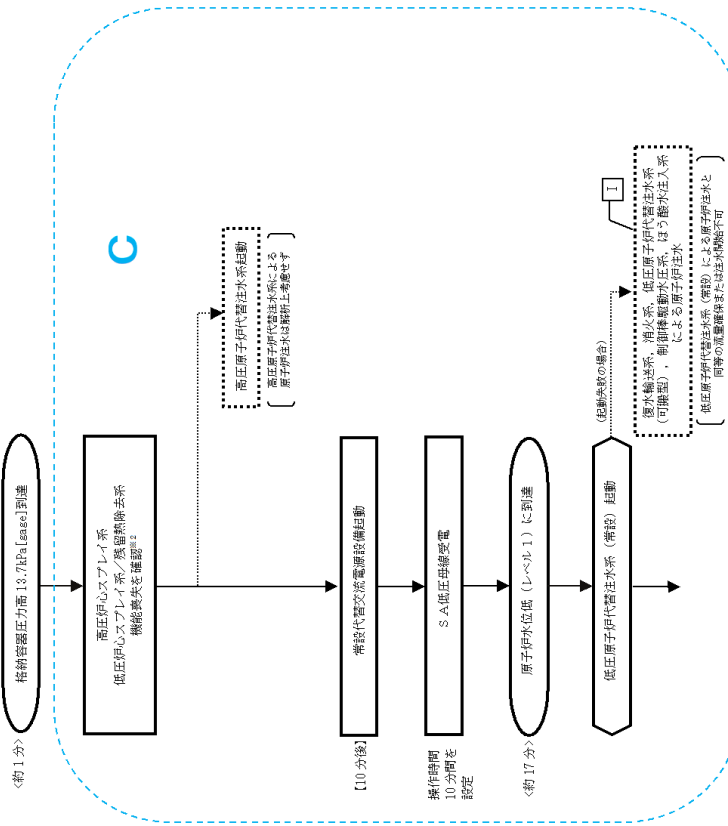 C
<約1分>
格納容器圧力高 13.7kPa[gage]到達
高圧炉心スプレイ系
低圧炉心スプレイ系／残留熱除去系
機能喪失を確認※2
高圧原子炉代替注水系起動
高圧原子炉代替注水系による
原子炉注水は解析上考慮せず
【10分後】
常設代替交流電源設備起動
操作時間
10分間を
設定
ＳＡ低圧母線受電
<約17分>
原子炉水位低（レベル１）に到達
低圧原子炉代替注水系（常設）起動
(起動失敗の場合)
I
復水輸送系，消火系，低圧原子炉代替注水系
（可搬型），制御棒駆動水圧系，ほう酸水注入系
による原子炉注水
低圧原子炉代替注水系（常設）による原子炉注水と
同等の流量確保または注水開始不可